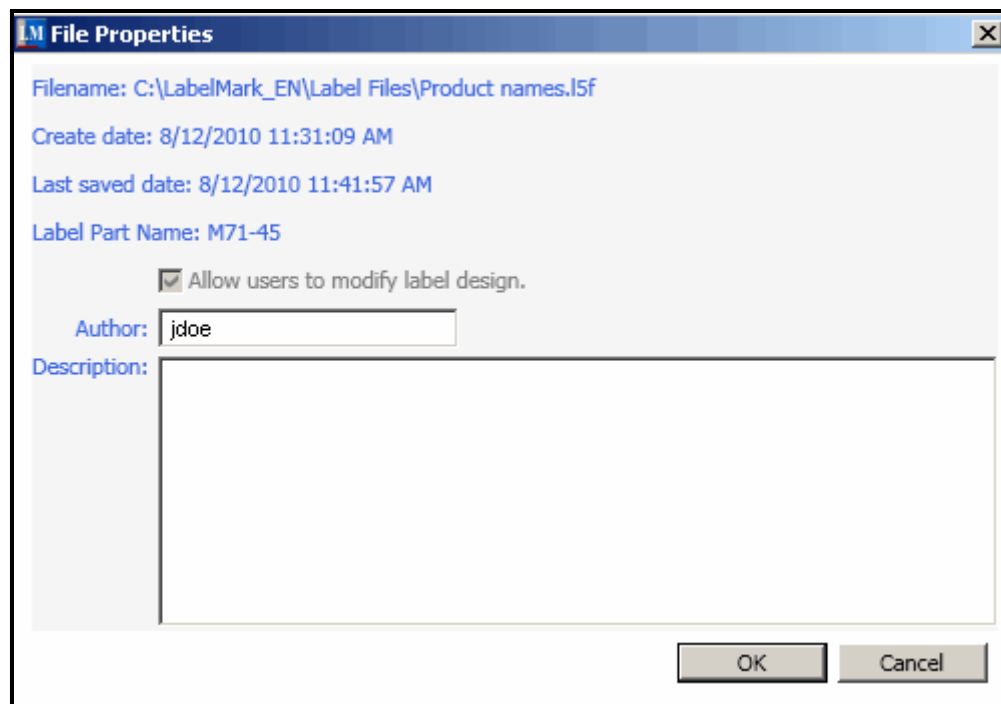 LM File Properties
Filename: C:\LabelMark_EN\Label Files\Product names.l5f
Create date: 8/12/2010 11:31:09 AM
Last saved date: 8/12/2010 11:41:57 AM
Label Part Name: M71-45
Allow users to modify label design.
Author: jdoe
Description:
OK Cancel